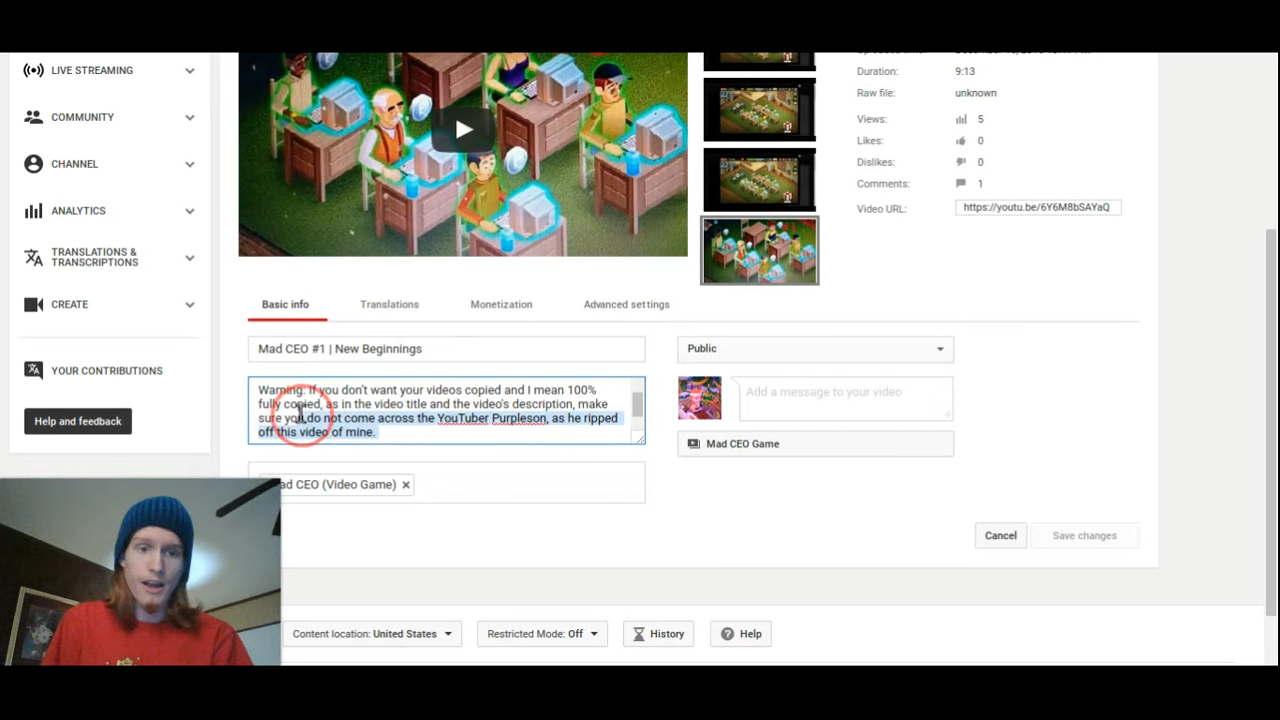 LIVE STREAMING
COMMUNITY
CHANNEL
ANALYTICS
TRANSLATIONS &
TRANSCRIPTIONS
CREATE
YOUR CONTRIBUTIONS
Help and feedback
Duration: 9:13
Raw file: unknown
Views: 5
Likes: 0
Dislikes: 0
Comments: 1
Video URL: https://youtu.be/6Y6M8bSAYaQ
Basic info Translations Monetization Advanced settings
Mad CEO #1 | New Beginnings
Warning: If you don't want your videos copied and I mean 100%
fully copied, as in the video title and the video's description, make
sure you do not come across the YouTuber Purpleson, as he ripped
off this video of mine.
Mad CEO (Video Game) ×
Public
Add a message to your video
Mad CEO Game
Cancel Save changes
Content location: United States Restricted Mode: Off History Help